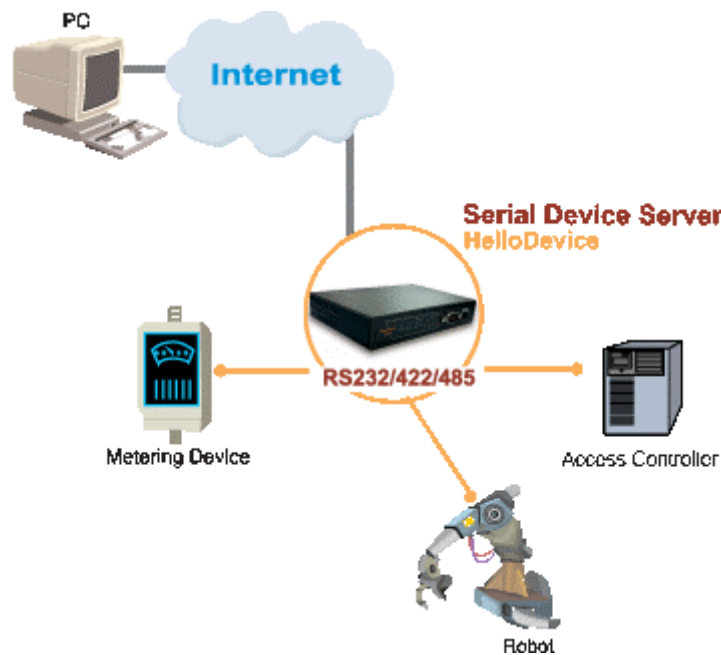 PC
Internet
Serial Device Server
HelloDevice
RS232/422/485
Metering Device
Access Controller
Robot